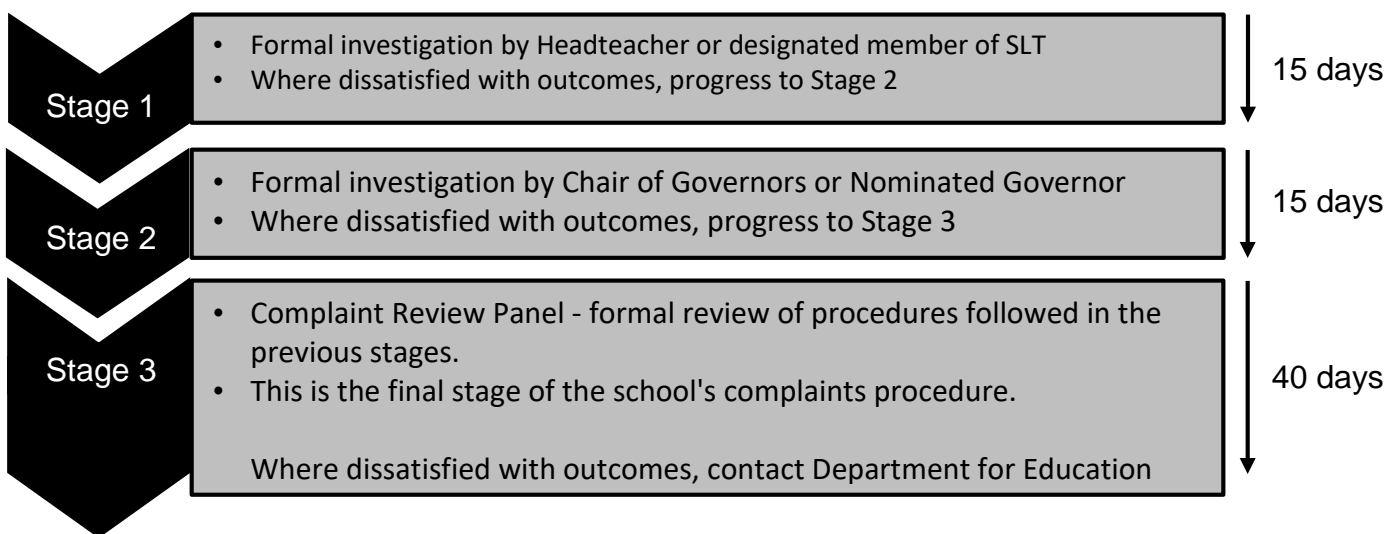 Stage 1
• Formal investigation by Headteacher or designated member of SLT
• Where dissatisfied with outcomes, progress to Stage 2
15 days
Stage 2
• Formal investigation by Chair of Governors or Nominated Governor
• Where dissatisfied with outcomes, progress to Stage 3
15 days
Stage 3
• Complaint Review Panel - formal review of procedures followed in the
previous stages.
• This is the final stage of the school's complaints procedure.
Where dissatisfied with outcomes, contact Department for Education
40 days